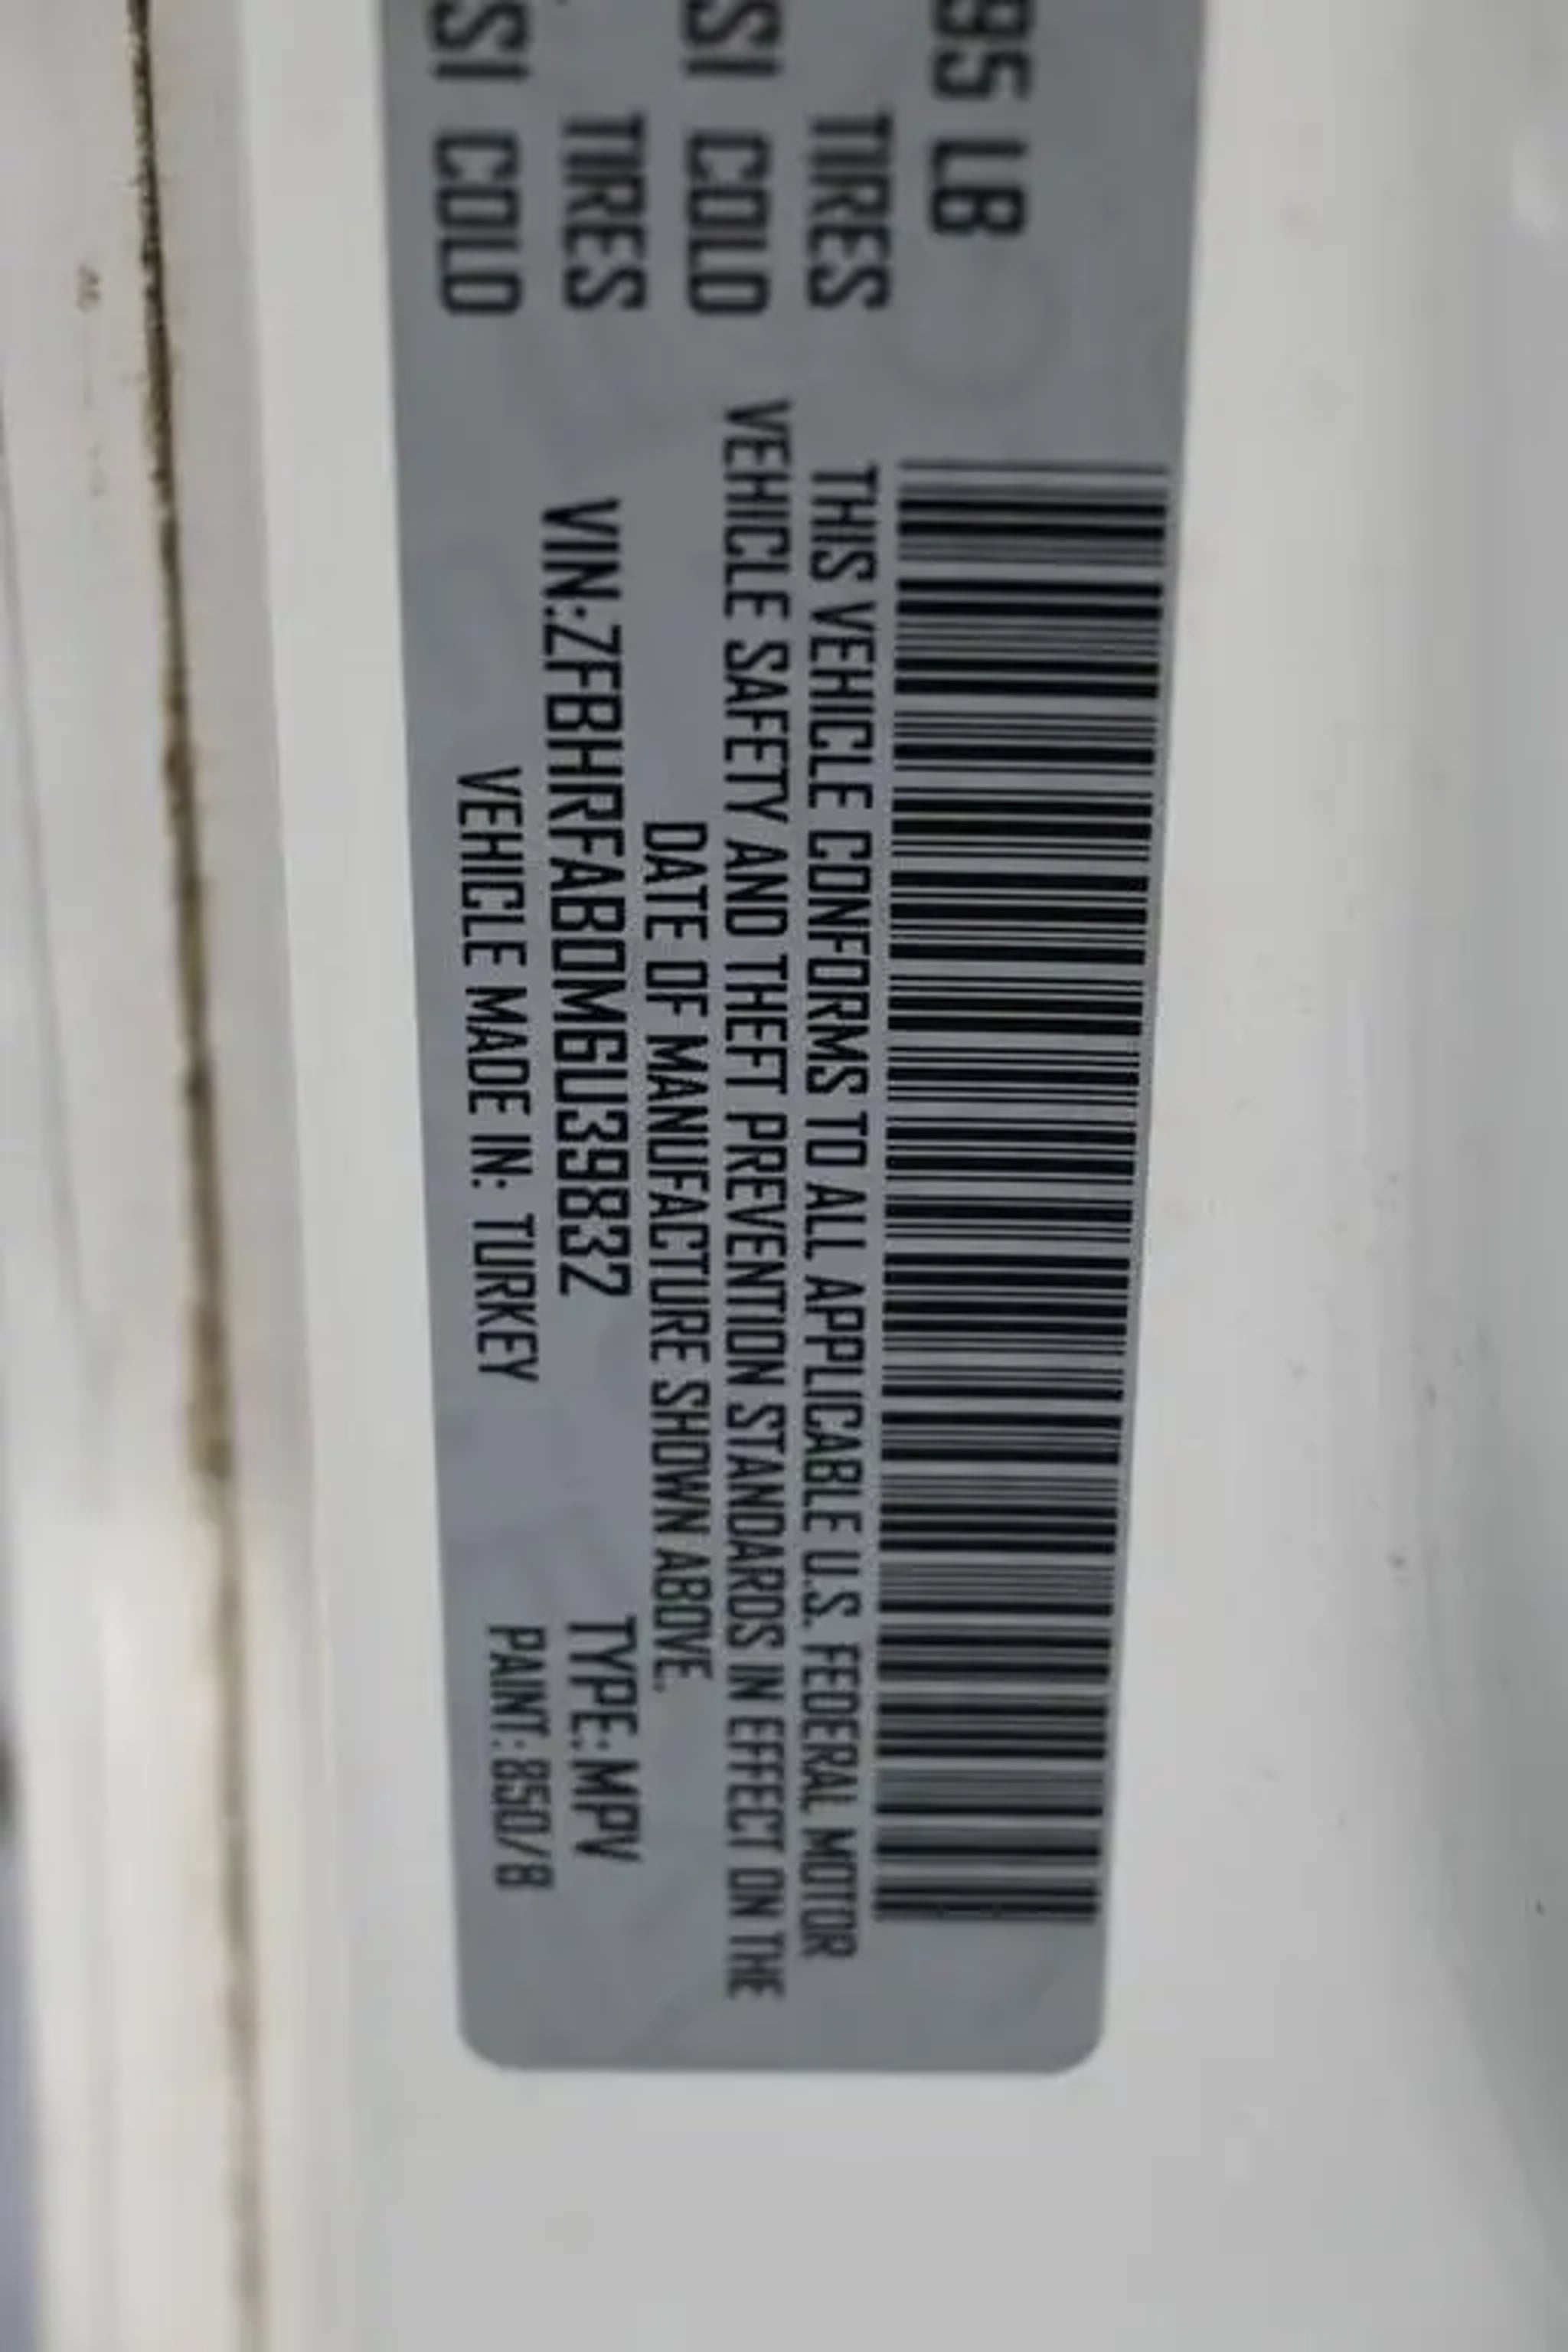 95 LB
TIRES
SI COLD
TIRES
SI COLD
THIS VEHICLE CONFORMS TO ALL APPLICABLE U.S. FEDERAL MOTOR
VEHICLE SAFETY AND THEFT PREVENTION STANDARDS IN EFFECT ON THE
DATE OF MANUFACTURE SHOWN ABOVE.
VIN:ZFBHRFAB0M6U39832 TYPE: MPV
VEHICLE MADE IN: TURKEY PAINT: 850/B